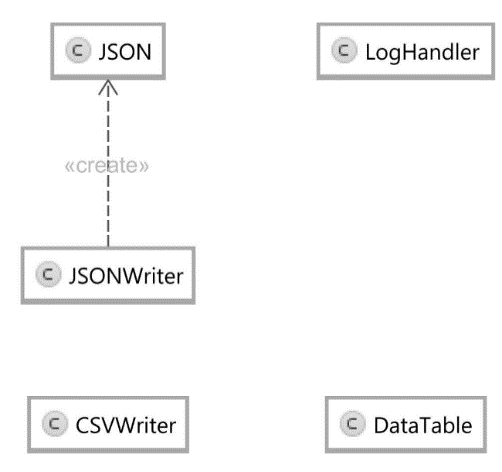 C JSON
C LogHandler
«create»
C JSONWriter
C CSVWriter
C DataTable